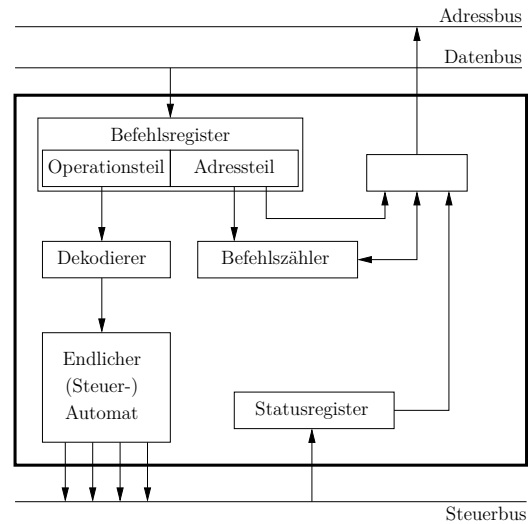 Adressbus
Datenbus
Befehlsregister
Operationsteil
Adressteil
Dekodierer
Befehlszähler
Endlicher
(Steuer-)
Automat
Statusregister
Steuerbus